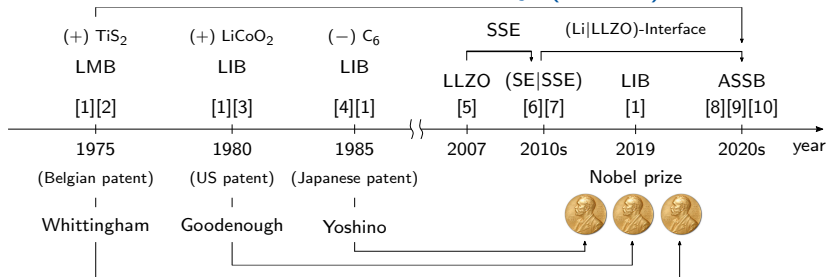 SSE (Li|LLZO)-Interface
(+) TiS₂ (+) LiCoO₂ (−) C₆
LMB LIB LIB LLZO (SE|SSE) LIB ASSB
[1][2] [1][3] [4][1] [5] [6][7] [1] [8][9][10]
1975 1980 1985 2007 2010s 2019 2020s year
(Belgian patent) (US patent) (Japanese patent) Nobel prize
Whittingham Goodenough Yoshino